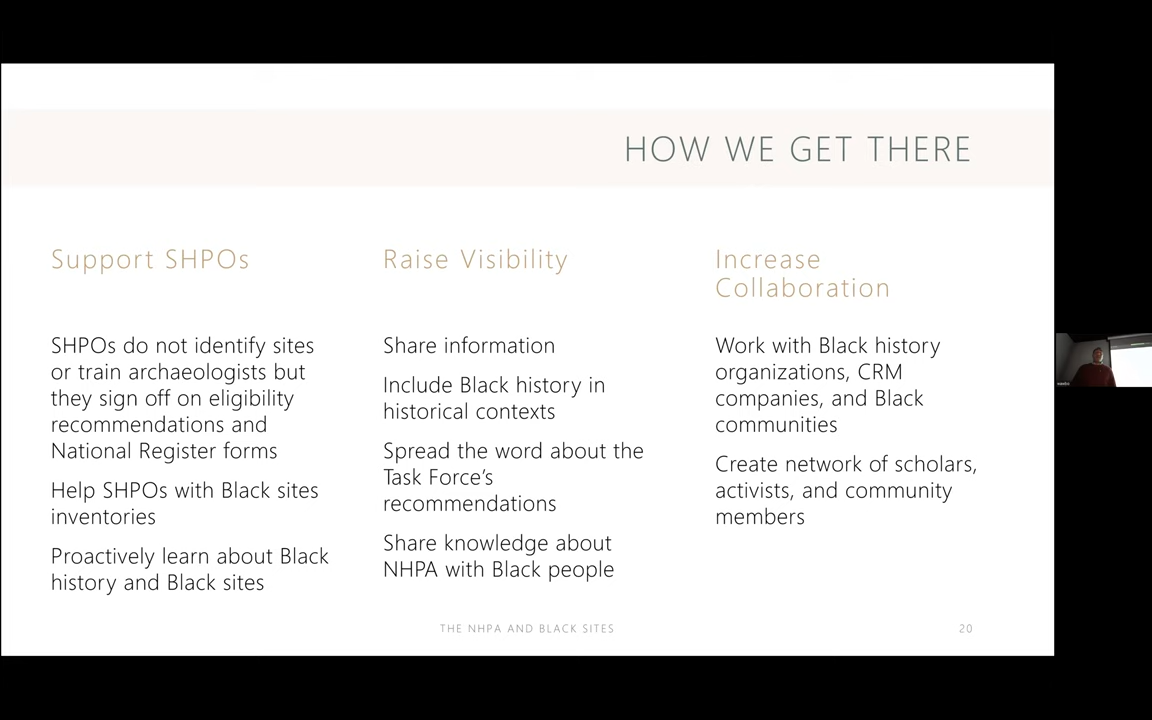 HOW WE GET THERE
Support SHPOs
SHPOs do not identify sites
or train archaeologists but
they sign off on eligibility
recommendations and
National Register forms
Help SHPOs with Black sites
inventories
Proactively learn about Black
history and Black sites
Raise Visibility
Share information
Include Black history in
historical contexts
Spread the word about the
Task Force’s
recommendations
Share knowledge about
NHPA with Black people
Increase
Collaboration
Work with Black history
organizations, CRM
companies, and Black
communities
Create network of scholars,
activists, and community
members
THE NHPA AND BLACK SITES
20